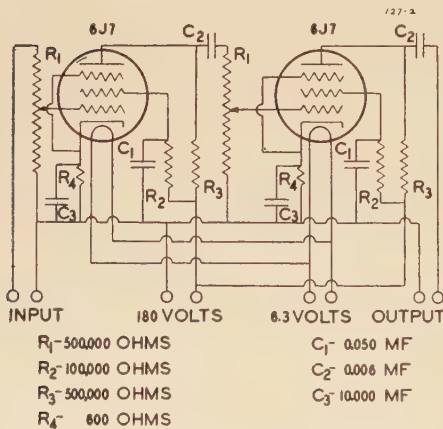 127-2
6J7
C2
R1
6J7
C2
R1
C1
R4
R2
R3
C3
C1
R4
R2
R3
C3
INPUT
180 VOLTS
6.3 VOLTS
OUTPUT
R1-500,000 OHMS
C1- 0.050 MF
R2-100,000 OHMS
C2- 0.006 MF
R3-500,000 OHMS
C3-10.000 MF
R4- 600 OHMS